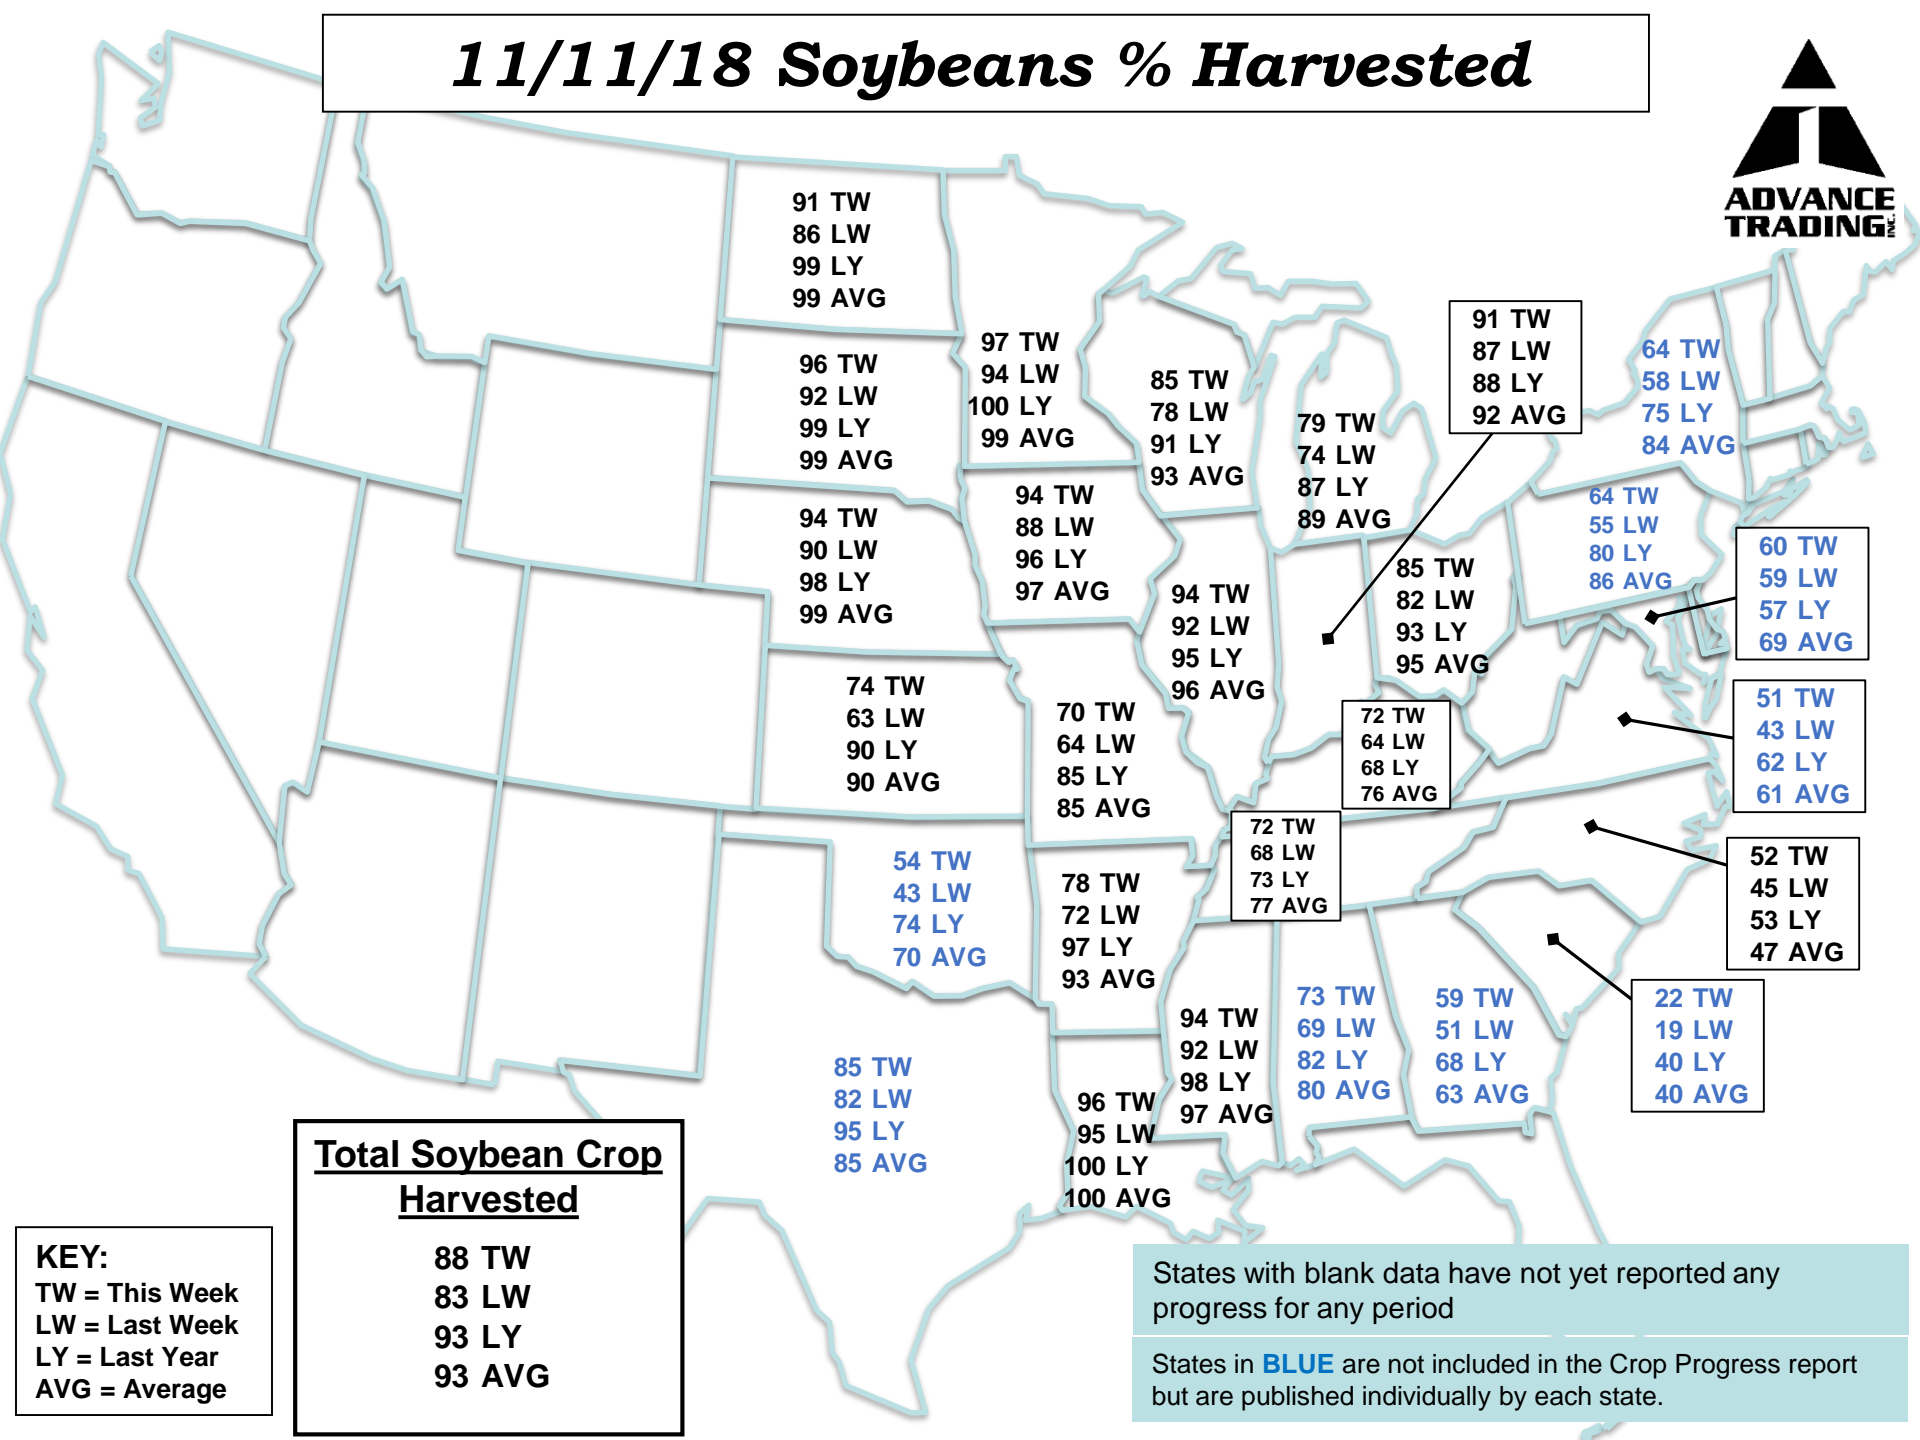 11/11/18 Soybeans % Harvested
ADVANCE
TRADING INC.
91 TW
86 LW
99 LY
99 AVG
96 TW
92 LW
99 LY
99 AVG
94 TW
90 LW
98 LY
99 AVG
74 TW
63 LW
90 LY
90 AVG
54 TW
43 LW
74 LY
70 AVG
85 TW
82 LW
95 LY
85 AVG
97 TW
94 LW
100 LY
99 AVG
94 TW
88 LW
96 LY
97 AVG
70 TW
64 LW
85 LY
85 AVG
78 TW
72 LW
97 LY
93 AVG
96 TW
95 LW
100 LY
100 AVG
85 TW
78 LW
91 LY
93 AVG
94 TW
92 LW
95 LY
96 AVG
94 TW
92 LW
98 LY
97 AVG
79 TW
74 LW
87 LY
89 AVG
91 TW
87 LW
88 LY
92 AVG
85 TW
82 LW
93 LY
95 AVG
72 TW
64 LW
68 LY
76 AVG
72 TW
68 LW
73 LY
77 AVG
73 TW
69 LW
82 LY
80 AVG
59 TW
51 LW
68 LY
63 AVG
64 TW
58 LW
75 LY
84 AVG
64 TW
55 LW
80 LY
86 AVG
60 TW
59 LW
57 LY
69 AVG
51 TW
43 LW
62 LY
61 AVG
52 TW
45 LW
53 LY
47 AVG
22 TW
19 LW
40 LY
40 AVG
Total Soybean Crop
Harvested
88 TW
83 LW
93 LY
93 AVG
KEY:
TW = This Week
LW = Last Week
LY = Last Year
AVG = Average
States with blank data have not yet reported any
progress for any period
States in BLUE are not included in the Crop Progress report
but are published individually by each state.